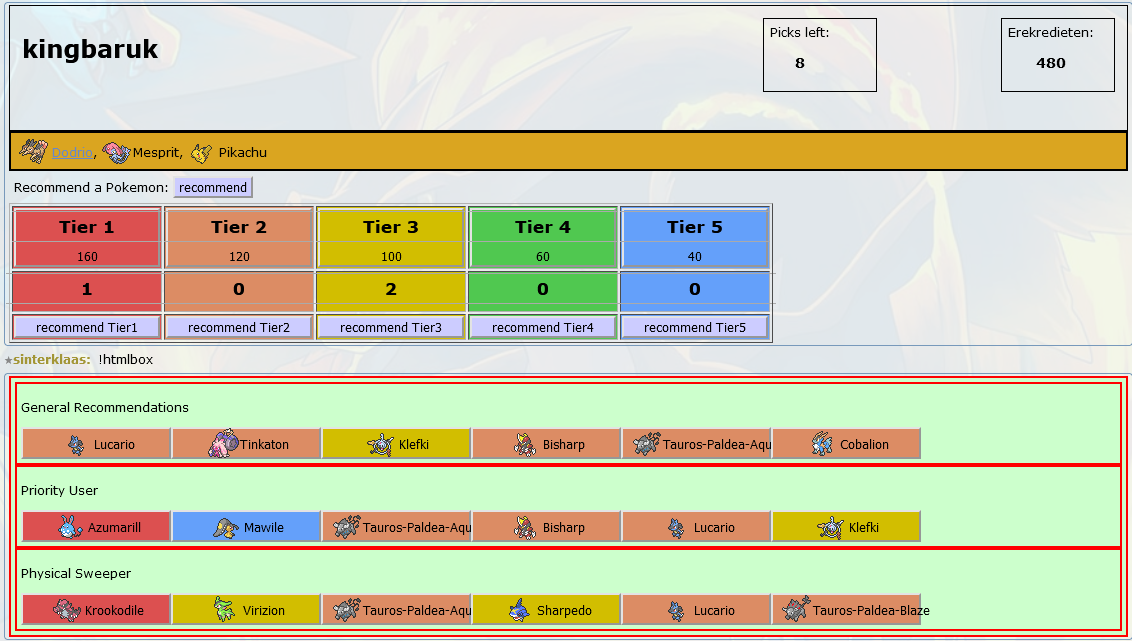 kingbaruk
Picks left:
8
Erekredieten:
480
Dodrio, Mesprit, Pikachu
Recommend a Pokemon: recommend
Tier 1 Tier 2 Tier 3 Tier 4 Tier 5
160 120 100 60 40
1 0 2 0 0
recommend Tier1 recommend Tier2 recommend Tier3 recommend Tier4 recommend Tier5
★sinterklaas: !htmlbox
General Recommendations
Lucario Tinkaton Klefki Bisharp Tauros-Paldea-Aqu Cobalion
Priority User
Azumarill Mawile Tauros-Paldea-Aqu Bisharp Lucario Klefki
Physical Sweeper
Krookodile Virizion Tauros-Paldea-Aqu Sharpedo Lucario Tauros-Paldea-Blaze